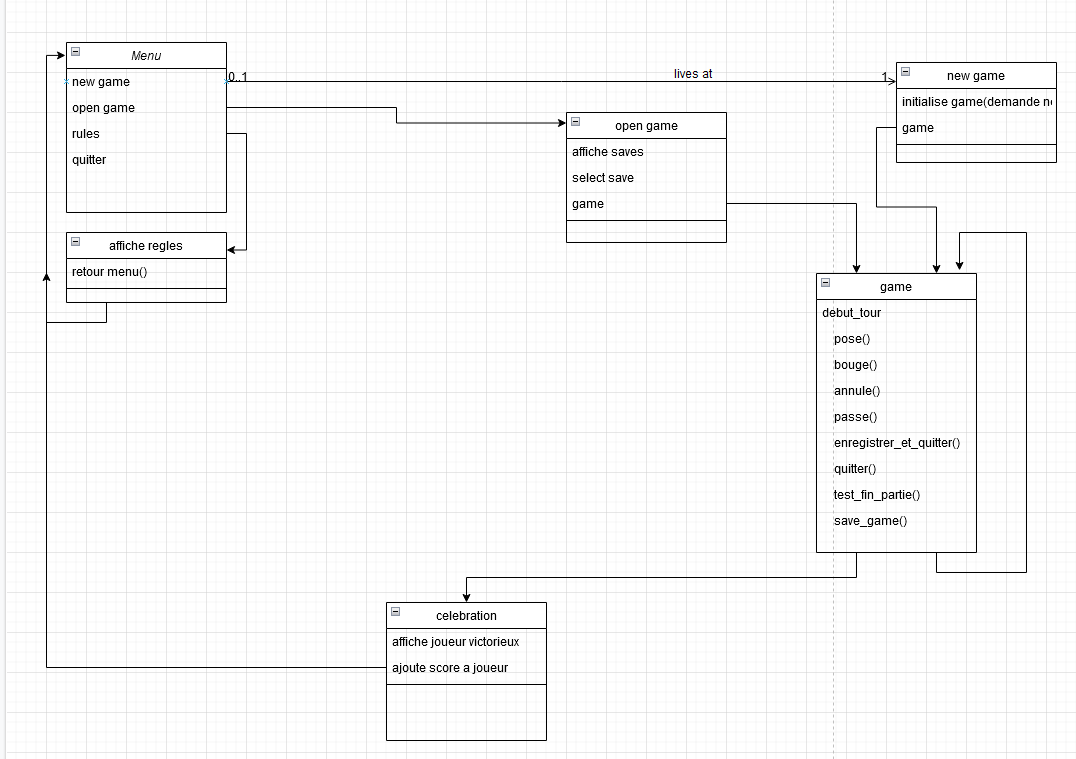 Menu
new game
open game
rules
quitter
0..1
lives at
1
new game
initialise game(demande
game
open game
affiche saves
select save
game
affiche regles
retour menu()
game
debut_tour
pose()
bouge()
annule()
passe()
enregistrer_et_quitter()
quitter()
test_fin_partie()
save_game()
celebration
affiche joueur victorieux
ajoute score a joueur